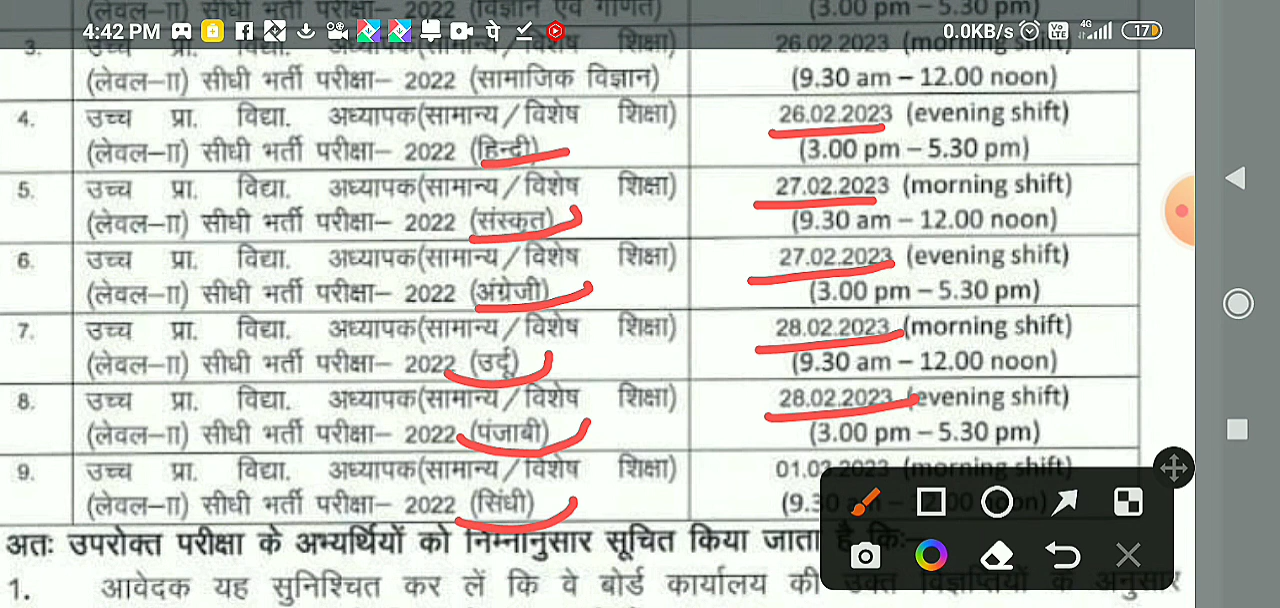 (लेवल–II) सीधी भर्ती परीक्षा– 2022 (विज्ञान एवं गणित) (3.00 pm – 5.30 pm)
4:42 PM 0.0KB/s 4G 17
3. उच्च प्रा. विद्या. अध्यापक(सामान्य/विशेष शिक्षा) 26.02.2023 (morning shift)
(लेवल–II) सीधी भर्ती परीक्षा– 2022 (सामाजिक विज्ञान) (9.30 am – 12.00 noon)
4. उच्च प्रा. विद्या. अध्यापक(सामान्य/विशेष शिक्षा) 26.02.2023 (evening shift)
(लेवल–II) सीधी भर्ती परीक्षा– 2022 (हिन्दी) (3.00 pm – 5.30 pm)
5. उच्च प्रा. विद्या. अध्यापक(सामान्य/विशेष शिक्षा) 27.02.2023 (morning shift)
(लेवल–II) सीधी भर्ती परीक्षा– 2022 (संस्कृत) (9.30 am – 12.00 noon)
6. उच्च प्रा. विद्या. अध्यापक(सामान्य/विशेष शिक्षा) 27.02.2023 (evening shift)
(लेवल–II) सीधी भर्ती परीक्षा– 2022 (अंग्रेजी) (3.00 pm – 5.30 pm)
7. उच्च प्रा. विद्या. अध्यापक(सामान्य/विशेष शिक्षा) 28.02.2023 (morning shift)
(लेवल–II) सीधी भर्ती परीक्षा– 2022 (उर्दू) (9.30 am – 12.00 noon)
8. उच्च प्रा. विद्या. अध्यापक(सामान्य/विशेष शिक्षा) 28.02.2023 (evening shift)
(लेवल–II) सीधी भर्ती परीक्षा– 2022 (पंजाबी) (3.00 pm – 5.30 pm)
9. उच्च प्रा. विद्या. अध्यापक(सामान्य/विशेष शिक्षा) (morning shift)
(लेवल–II) सीधी भर्ती परीक्षा– 2022 (सिंधी)
अतः उपरोक्त परीक्षा के अभ्यर्थियों को निम्नानुसार सूचित किया जाता है कि:–
1. आवेदक यह सुनिश्चित कर लें कि वे बोर्ड कार्यालय की उक्त विज्ञप्तियों के अनुसार